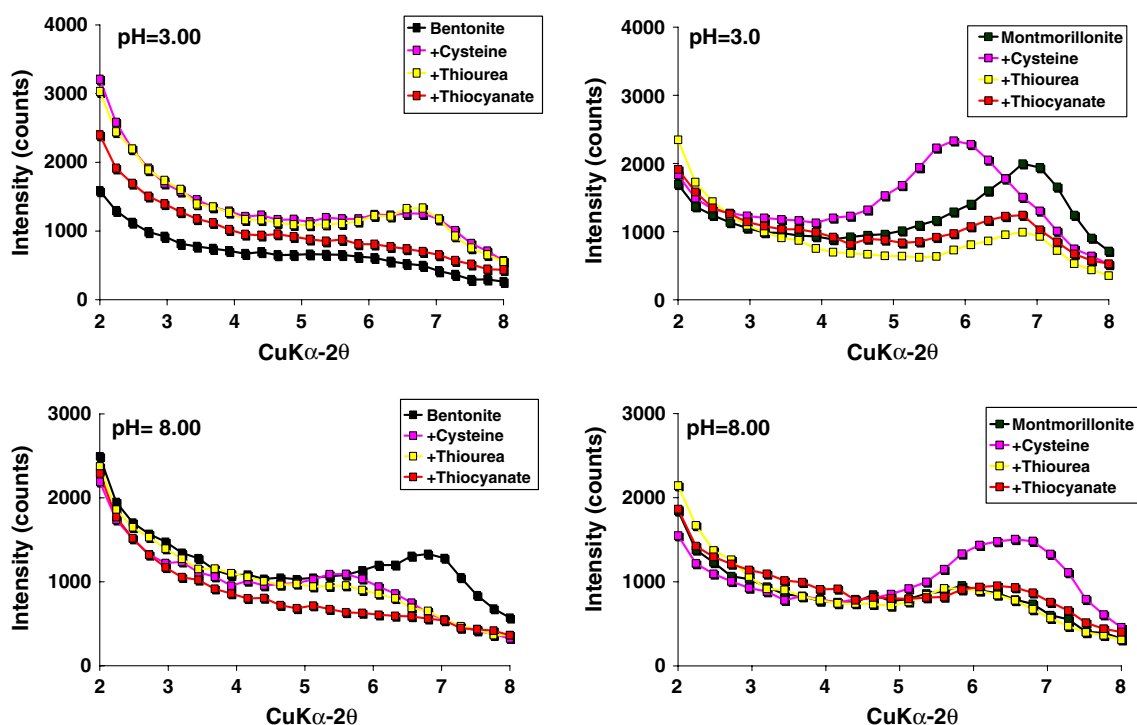 pH=3.00
Bentonite
+Cysteine
+Thiourea
+Thiocyanate
Intensity (counts)
4000
3000
2000
1000
0
2 3 4 5 6 7 8
CuKα-2θ
pH=3.0
Montmorillonite
+Cysteine
+Thiourea
+Thiocyanate
Intensity (counts)
4000
3000
2000
1000
0
2 3 4 5 6 7 8
CuKα-2θ
pH= 8.00
Bentonite
+Cysteine
+Thiourea
+Thiocyanate
Intensity (counts)
3000
2000
1000
0
2 3 4 5 6 7 8
CuKα-2θ
pH=8.00
Montmorillonite
+Cysteine
+Thiourea
+Thiocyanate
Intensity (counts)
3000
2000
1000
0
2 3 4 5 6 7 8
CuKα-2θ